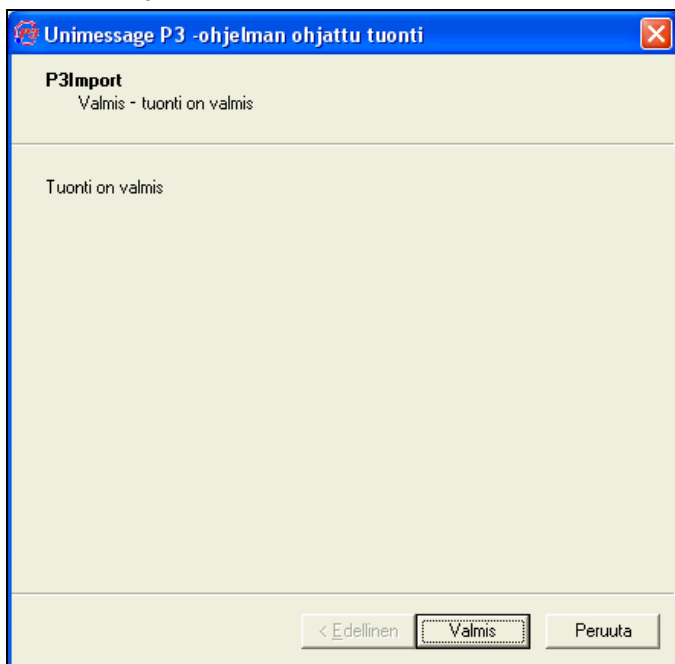 Unimessage P3 -ohjelman ohjattu tuonti
P3Import
Valmis - tuonti on valmis
Tuonti on valmis
< Edellinen
Valmis
Peruuta